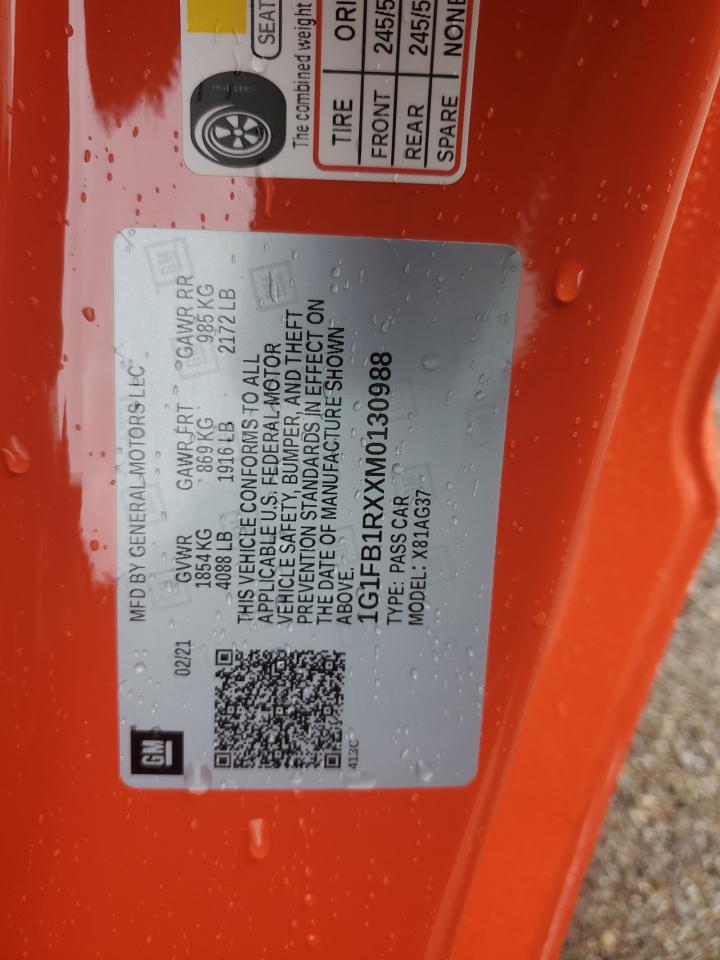 GM
MFD BY GENERAL MOTORS LLC
02/21
GVWR GAWR FRT GAWR RR
1854 KG 869 KG 985 KG
4088 LB 1916 LB 2172 LB
THIS VEHICLE CONFORMS TO ALL
APPLICABLE U.S. FEDERAL MOTOR
VEHICLE SAFETY, BUMPER, AND THEFT
PREVENTION STANDARDS IN EFFECT ON
THE DATE OF MANUFACTURE SHOWN
ABOVE.
1G1FB1RXXM0130988
TYPE: PASS CAR
MODEL: X81AG37
413C
SEAT
The combined weight
TIRE ORI
FRONT 245/5
REAR 245/5
SPARE NONE